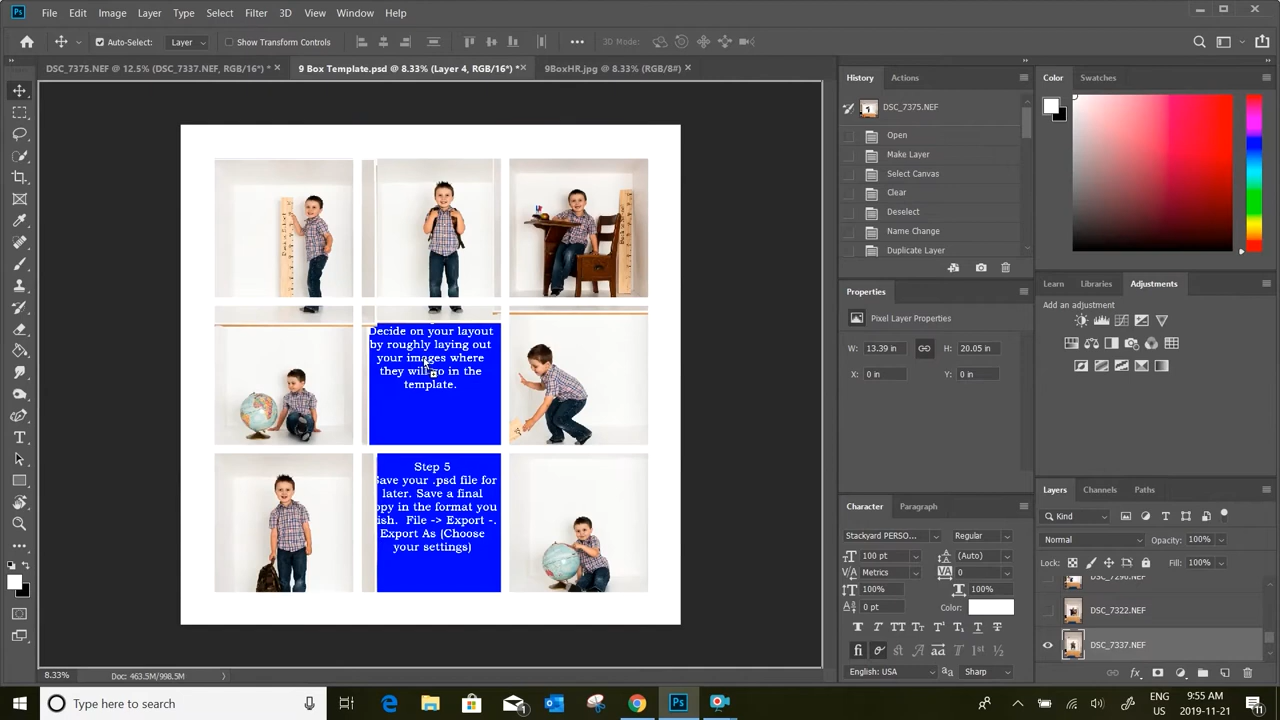 Ps File Edit Image Layer Type Select Filter 3D View Window Help
Auto-Select: Layer Show Transform Controls 3D Mode:
DSC_7375.NEF @ 12.5% (DSC_7337.NEF, RGB/16*) * 9 Box Template.psd @ 8.33% (Layer 4, RGB/16*) * 9BoxHR.jpg @ 8.33% (RGB/8#)
History Actions
Color Swatches
DSC_7375.NEF
Open
Make Layer
Select Canvas
Clear
Deselect
Name Change
Duplicate Layer
Properties
Libraries Adjustments
Add an adjustment
Pixel Layer Properties
W: 13.39 in H: 20.05 in
X: 0 in Y: 0 in
Decide on your layout
by roughly laying out
your images where
they will go in the
template.
Step 5
Save your .psd file for
later. Save a final
opy in the format you
ish. File -> Export -.
Export As (Choose
your settings)
Layers Channels Paths
Kind
Normal Opacity: 100%
Lock: Fill: 100%
DSC_7322.NEF
DSC_7337.NEF
Character Paragraph
Stackyard PERSO... Regular
100 pt (Auto)
Metrics 0
100% 100%
0 pt Color:
English: USA Sharp
8.33% Doc: 464.5M/998.5M
Type here to search
ENG
US
9:55 AM
2019-11-21
11